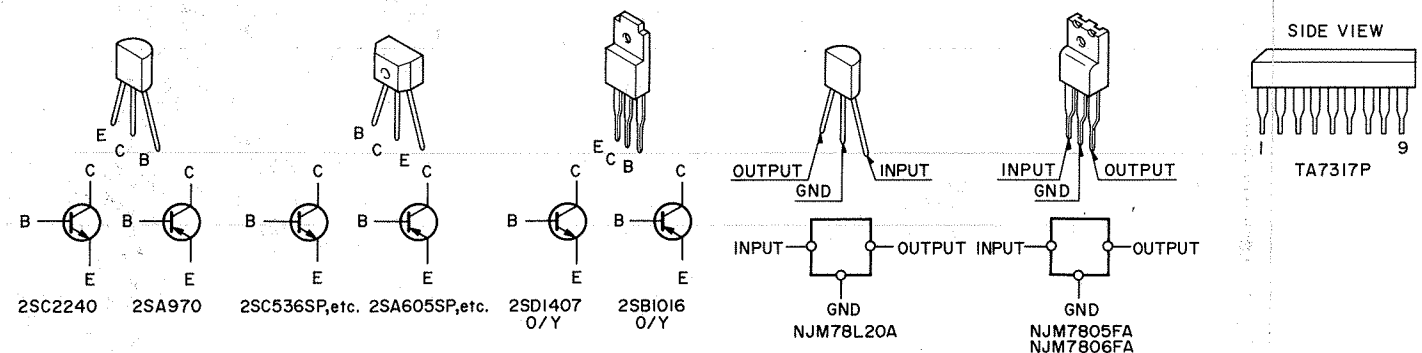 SIDE VIEW
E
C
B
B
C
E
E
C
B
OUTPUT
GND
INPUT
INPUT
GND
OUTPUT
1
9
TA7317P
C
B
E
C
B
E
C
B
E
C
B
E
C
B
E
C
B
E
INPUT
OUTPUT
GND
INPUT
OUTPUT
GND
2SC2240
2SA970
2SC536SP,etc.
2SA605SP,etc.
2SD1407
O/Y
2SB1016
O/Y
NJM78L20A
NJM7805FA
NJM7806FA